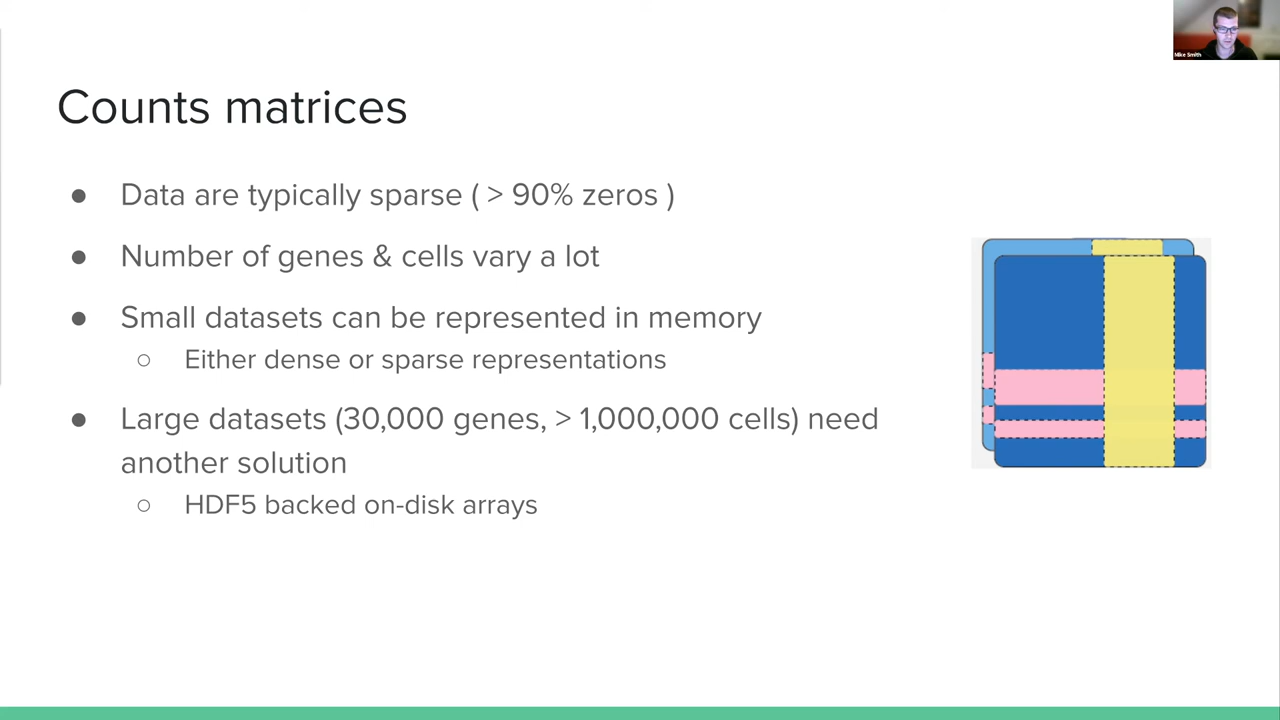 Mike Smith
Counts matrices
● Data are typically sparse ( > 90% zeros )
● Number of genes & cells vary a lot
● Small datasets can be represented in memory
○ Either dense or sparse representations
● Large datasets (30,000 genes, > 1,000,000 cells) need
another solution
○ HDF5 backed on-disk arrays